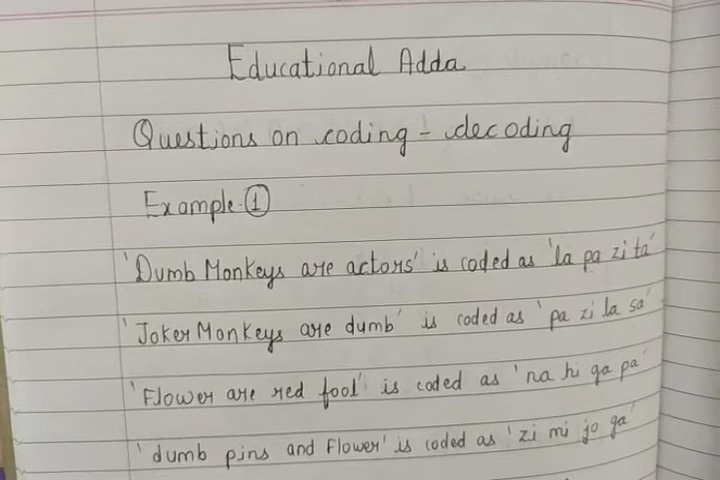 Educational Adda
Questions on coding - decoding
Example-①
'Dumb Monkeys are actors' is coded as 'la pa zi ta'
'Joker Monkeys are dumb' is coded as 'pa zi la sa'
'Flower are red fool' is coded as 'na hi ga pa'
'dumb pins and Flower' is coded as 'zi mi jo ga'